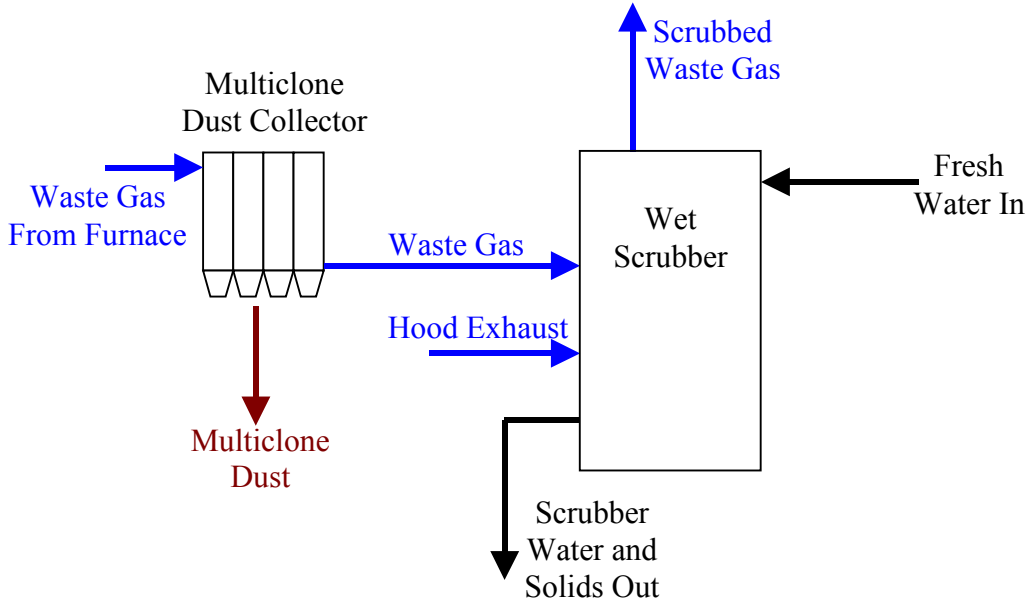 Scrubbed
Waste Gas
Multiclone
Dust Collector
Waste Gas
From Furnace
Fresh
Water In
Wet
Scrubber
Waste Gas
Hood Exhaust
Multiclone
Dust
Scrubber
Water and
Solids Out